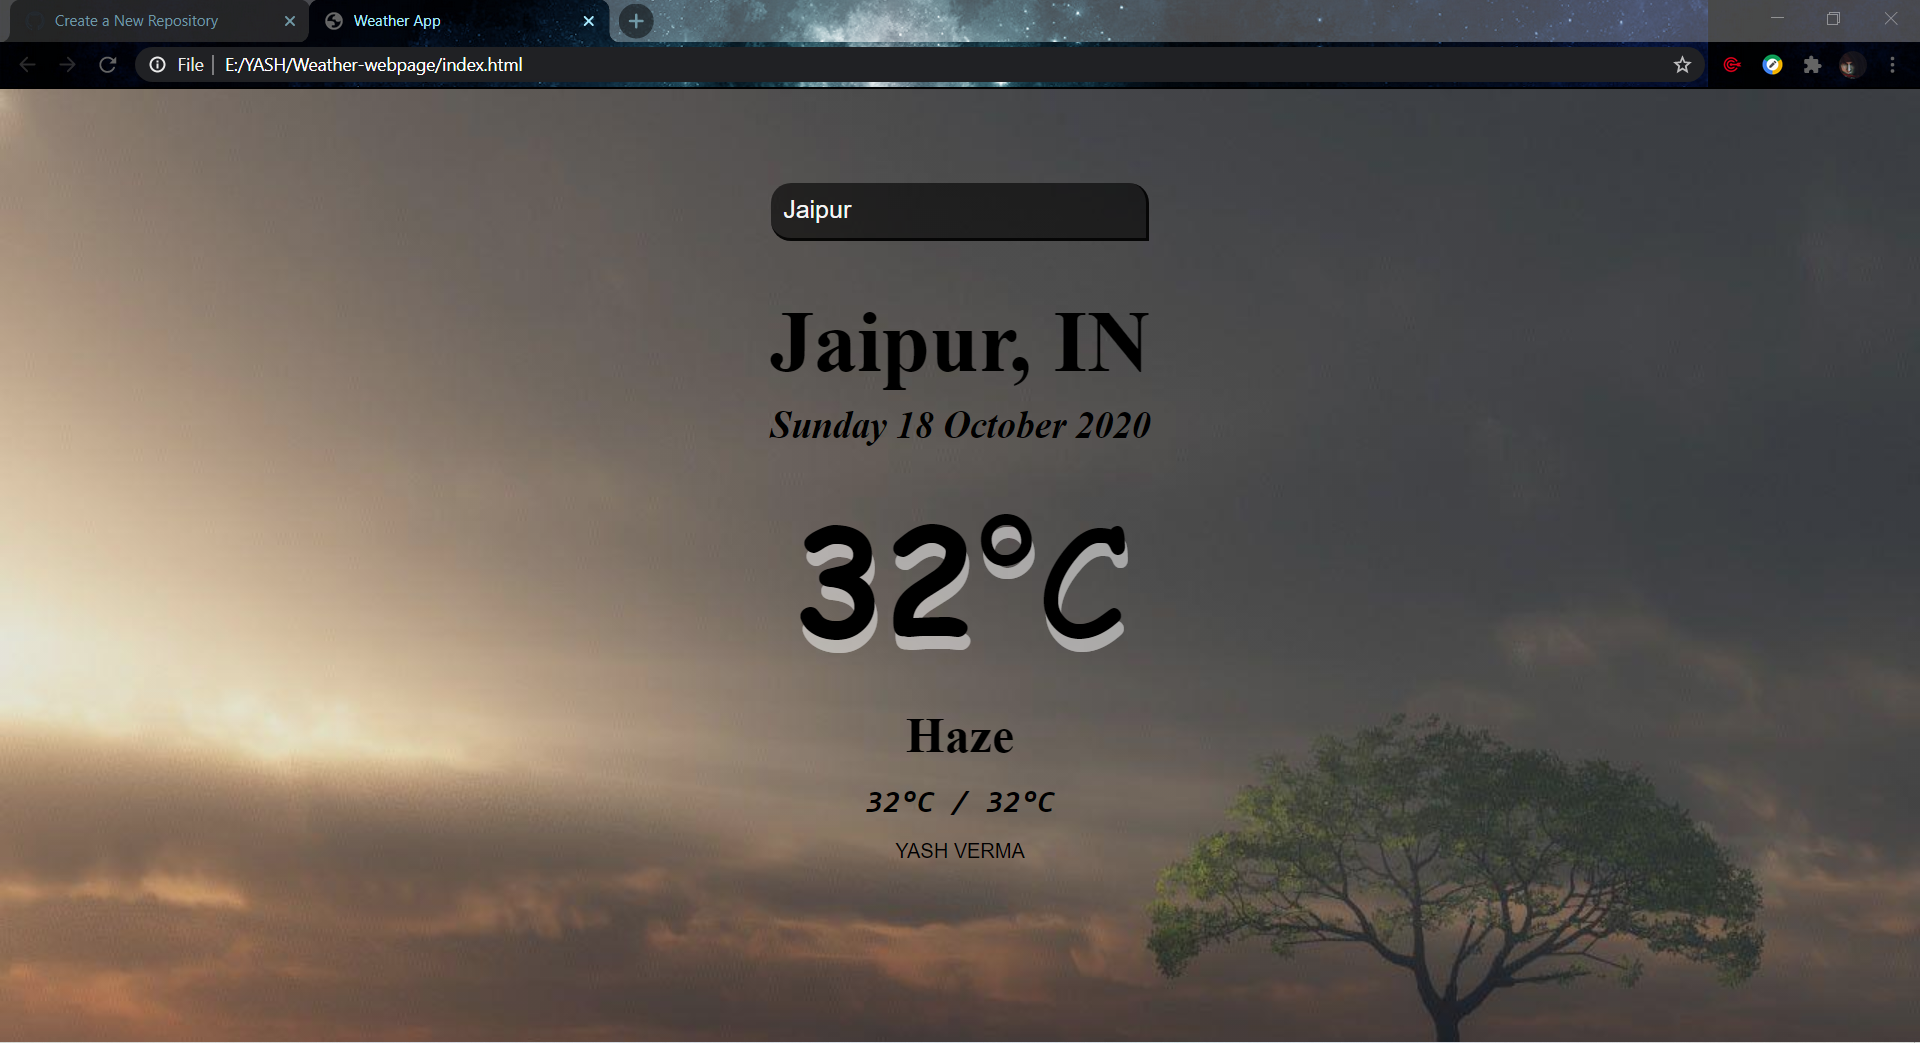 Create a New Repository
Weather App
File | E:/YASH/Weather-webpage/index.html
Jaipur
Jaipur, IN
Sunday 18 October 2020
32°C
Haze
32°C / 32°C
YASH VERMA